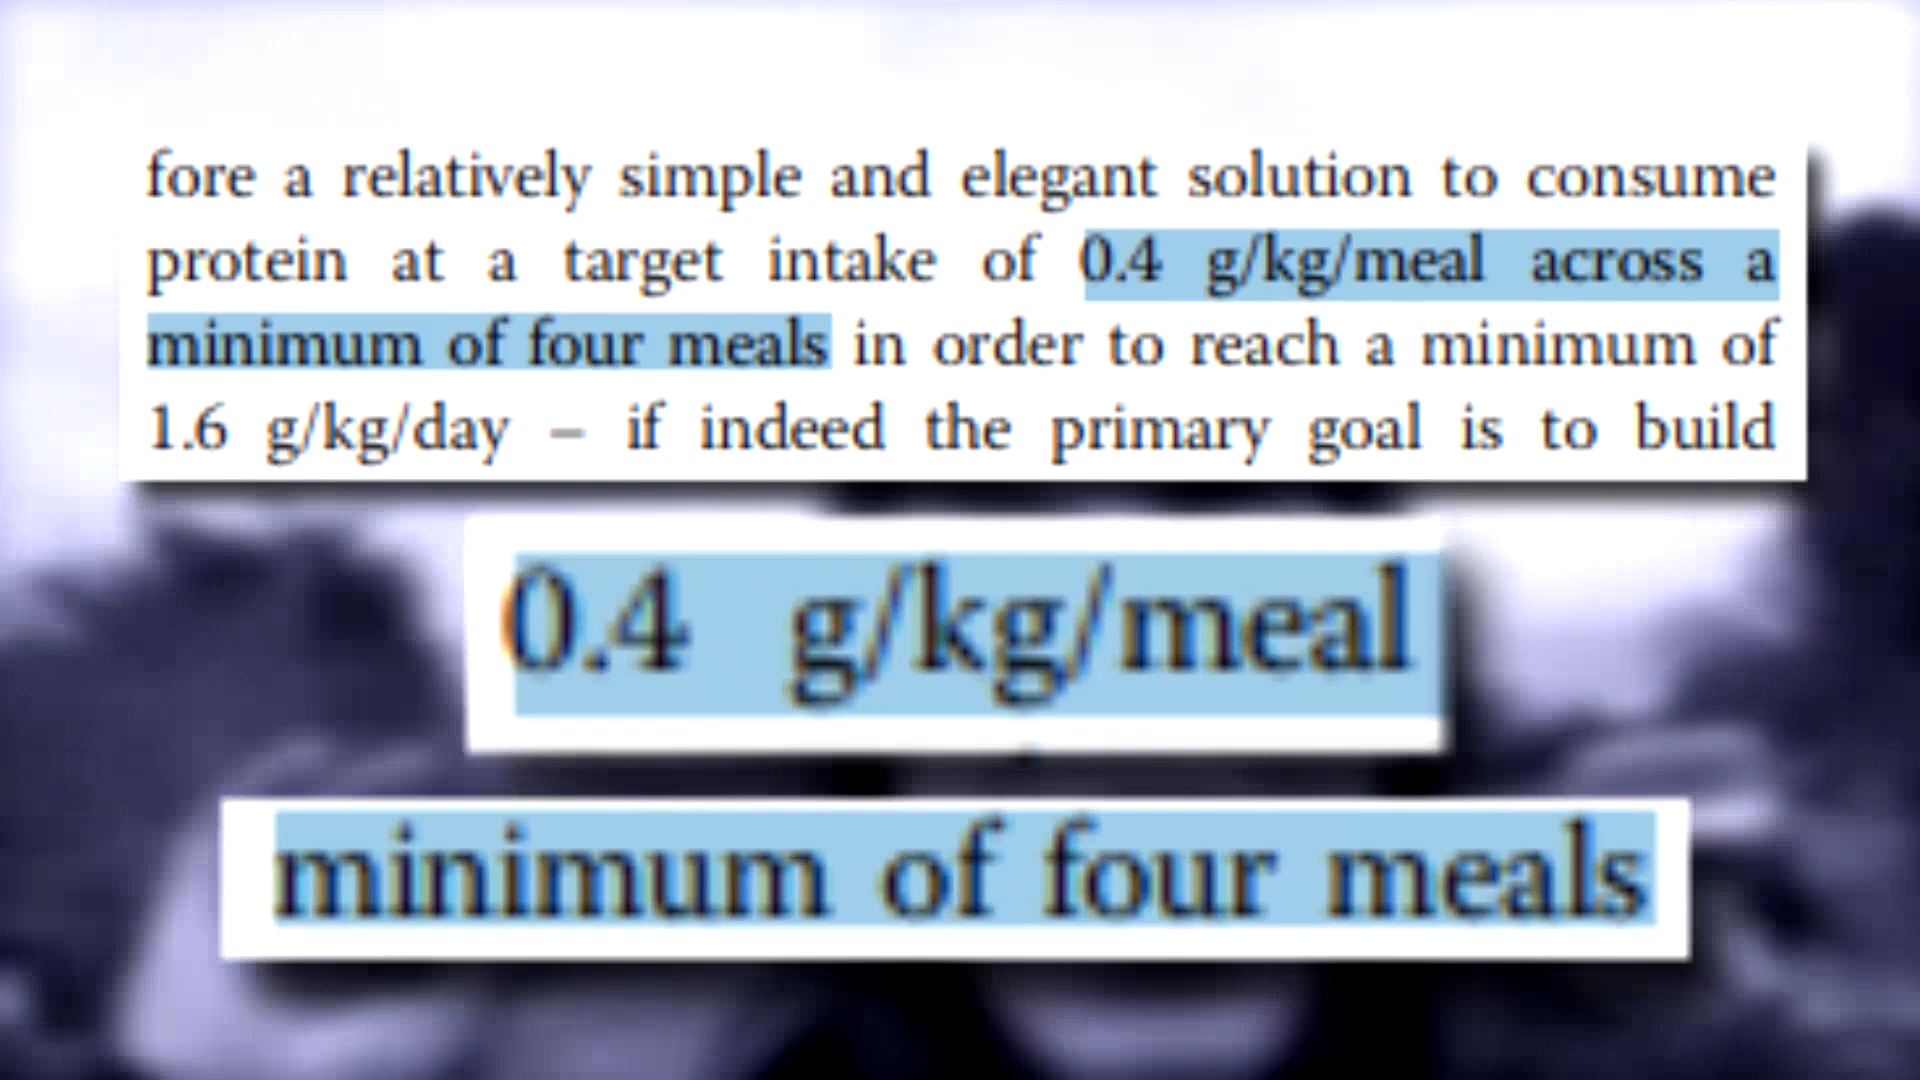 fore a relatively simple and elegant solution to consume
protein at a target intake of 0.4 g/kg/meal across a
minimum of four meals in order to reach a minimum of
1.6 g/kg/day – if indeed the primary goal is to build
0.4 g/kg/meal
minimum of four meals